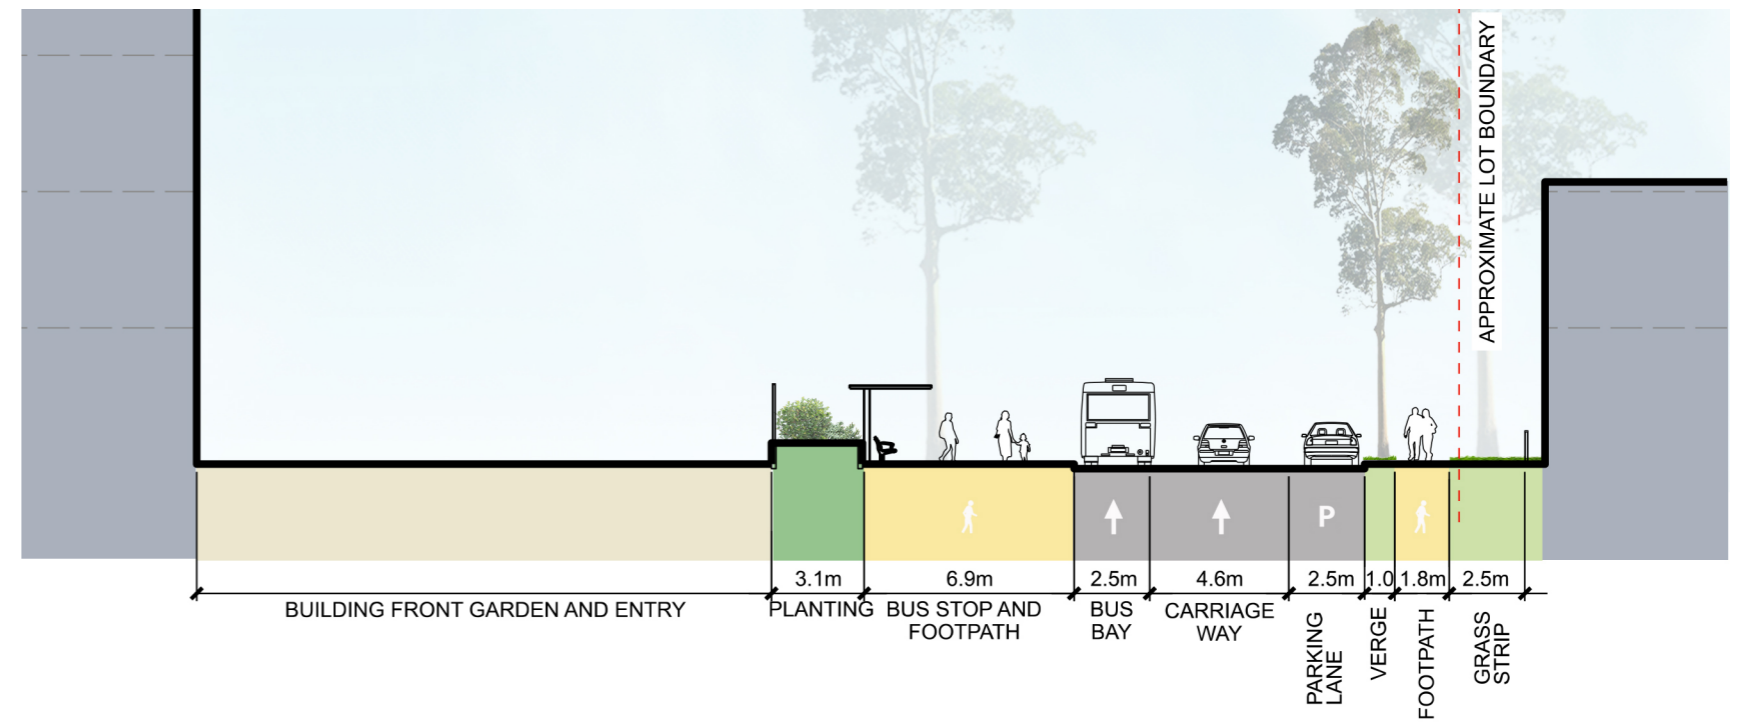 APPROXIMATE LOT BOUNDARY
P
3.1m
6.9m
2.5m
4.6m
2.5m
1.0
1.8m
2.5m
BUILDING FRONT GARDEN AND ENTRY
PLANTING
BUS STOP AND
FOOTPATH
BUS
BAY
CARRIAGE
WAY
PARKING
LANE
VERGE
FOOTPATH
GRASS
STRIP